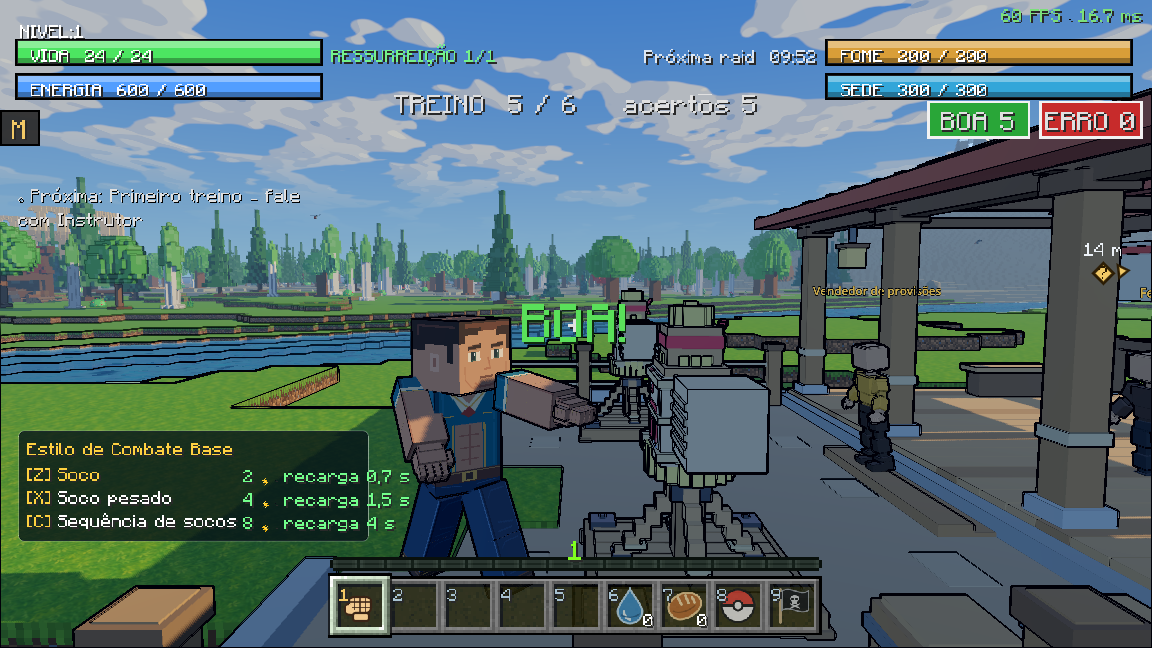 60 FPS . 16.7 ms
NIVEL:1
VIDA 24 / 24
RESSURREIÇÃO 1/1
Próxima raid 09:52
FOME 200 / 200
ENERGIA 600 / 600
SEDE 300 / 300
TREINO 5 / 6 acertos 5
BOA 5
ERRO 0
M
. Próxima: Primeiro treino - fale
com Instrutor
14 m
Vendedor de provisões
BOA!
Estilo de Combate Base
[Z] Soco 2 recarga 0,7 s
[X] Soco pesado 4 recarga 1,5 s
[C] Sequência de socos 8 recarga 4 s
1
1 2 3 4 5 6 7 8 9
0 0